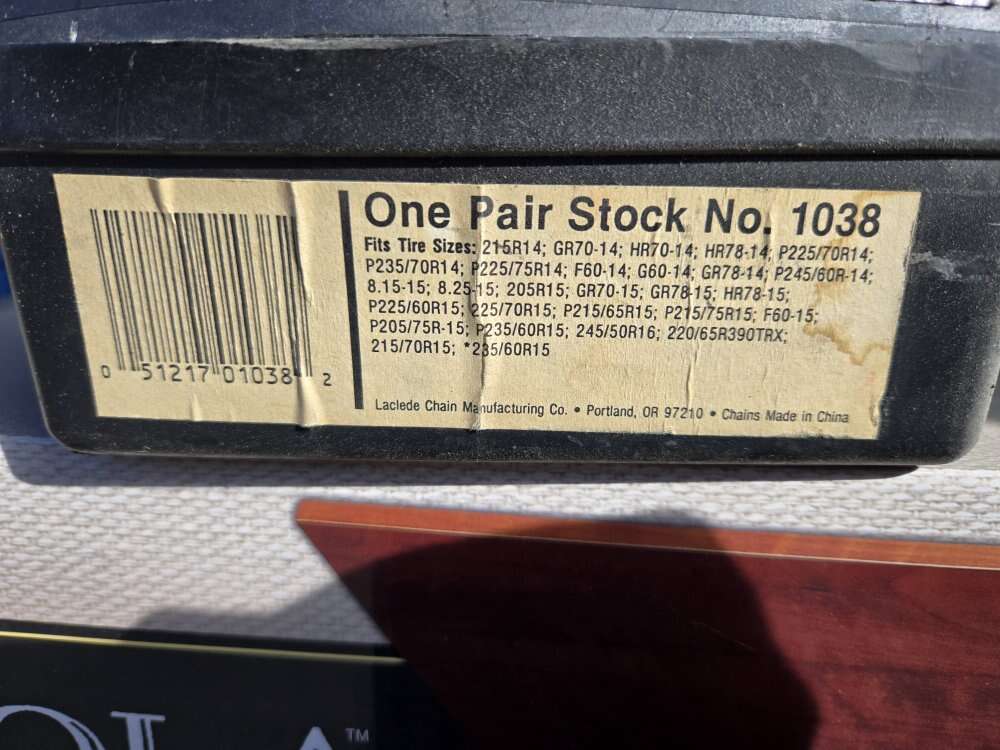 One Pair Stock No. 1038
Fits Tire Sizes: 215R14; GR70-14; HR70-14; HR78-14; P225/70R14;
P235/70R14; P225/75R14; F60-14; G60-14; GR78-14; P245/60R-14;
8.15-15; 8.25-15; 205R15; GR70-15; GR78-15; HR78-15;
P225/60R15; 225/70R15; P215/65R15; P215/75R15; F60-15;
P205/75R-15; P235/60R15; 245/50R16; 220/65R390TRX;
215/70R15; *235/60R15
Laclede Chain Manufacturing Co. • Portland, OR 97210 • Chains Made in China
0 51217 01038 2
TM